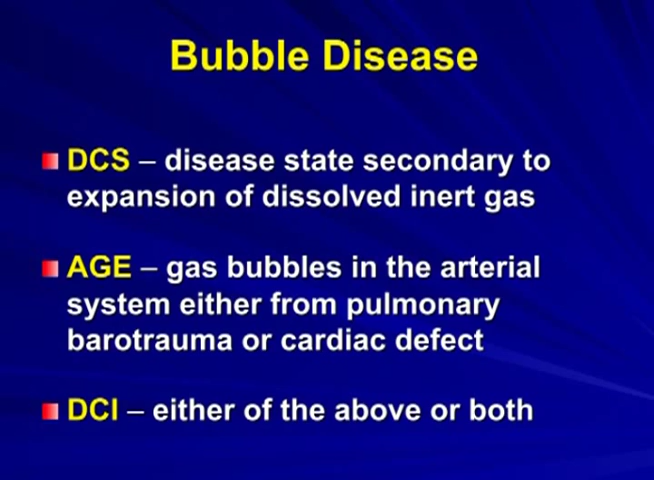 Bubble Disease
DCS – disease state secondary to
expansion of dissolved inert gas
AGE – gas bubbles in the arterial
system either from pulmonary
barotrauma or cardiac defect
DCI – either of the above or both